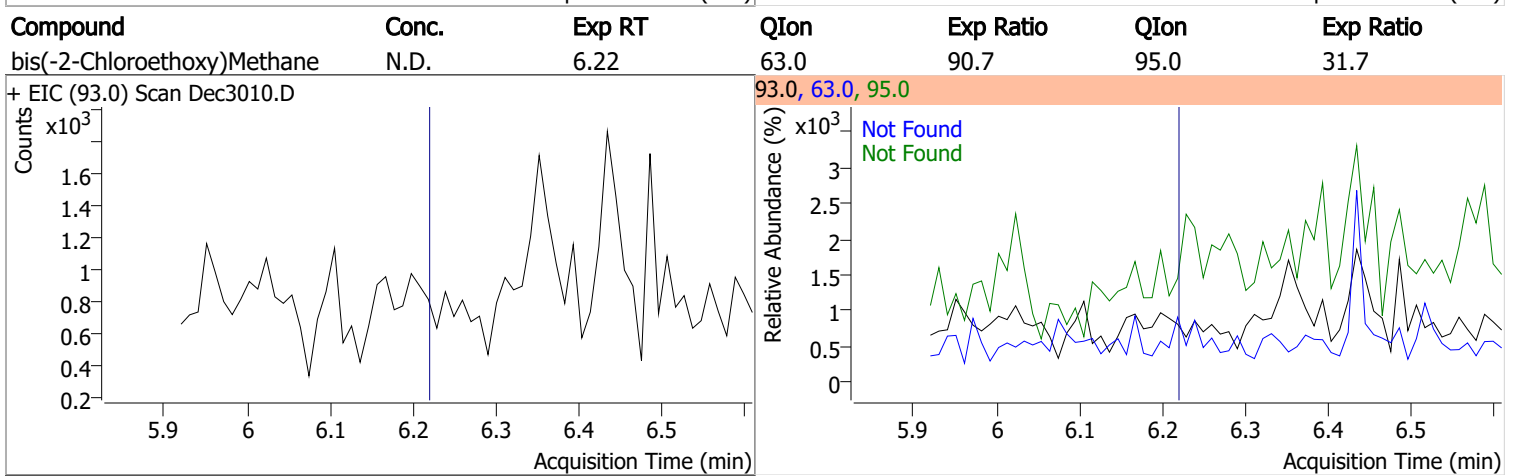 Compound Conc. Exp RT QIon Exp Ratio QIon Exp Ratio
bis(-2-Chloroethoxy)Methane N.D. 6.22 63.0 90.7 95.0 31.7
+ EIC (93.0) Scan Dec3010.D
Counts
x10³
1.6
1.4
1.2
1
0.8
0.6
0.4
0.2
5.9 6 6.1 6.2 6.3 6.4 6.5
Acquisition Time (min)
93.0, 63.0, 95.0
Relative Abundance (%)
x10³
Not Found
Not Found
3
2.5
2
1.5
1
0.5
0
5.9 6 6.1 6.2 6.3 6.4 6.5
Acquisition Time (min)